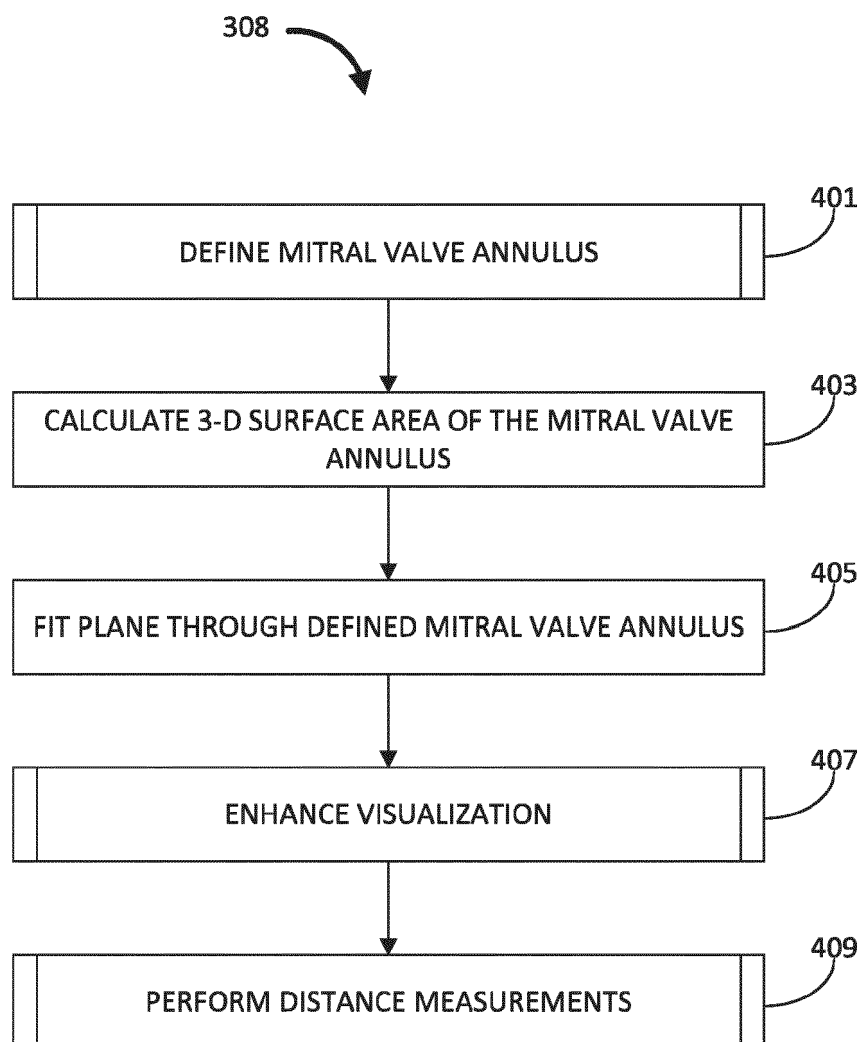 308
401
DEFINE MITRAL VALVE ANNULUS
403
CALCULATE 3-D SURFACE AREA OF THE MITRAL VALVE
ANNULUS
405
FIT PLANE THROUGH DEFINED MITRAL VALVE ANNULUS
407
ENHANCE VISUALIZATION
409
PERFORM DISTANCE MEASUREMENTS